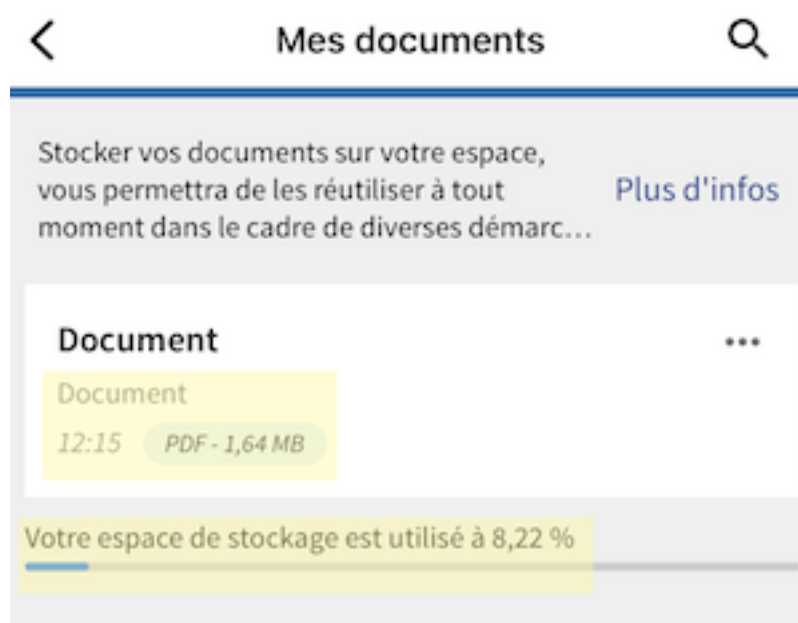 Mes documents
Stocker vos documents sur votre espace,
vous permettra de les réutiliser à tout
moment dans le cadre de diverses démarc...
Plus d'infos
Document
Document
12:15 PDF - 1,64 MB
Votre espace de stockage est utilisé à 8,22 %